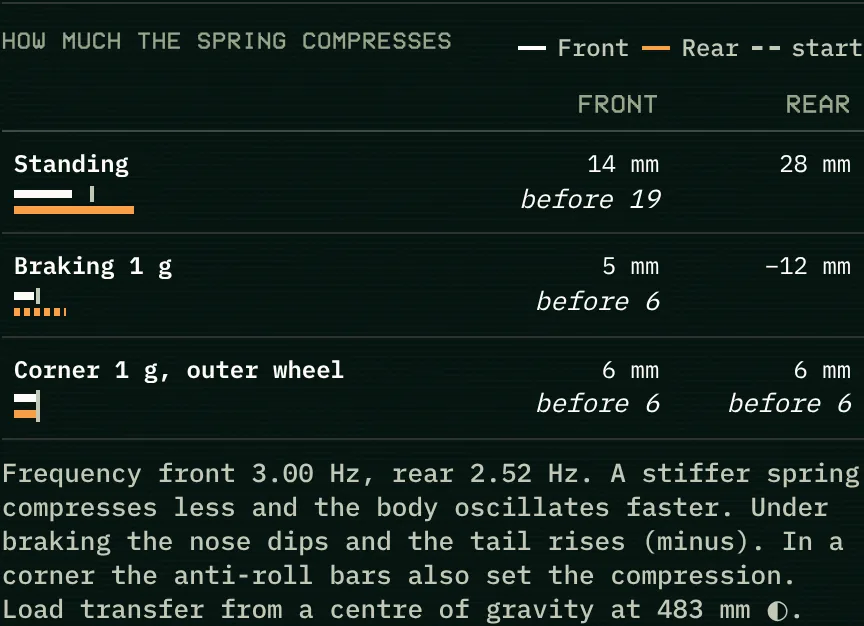 HOW MUCH THE SPRING COMPRESSES
Front Rear start
FRONT REAR
Standing 14 mm 28 mm
before 19
Braking 1 g 5 mm −12 mm
before 6
Corner 1 g, outer wheel 6 mm 6 mm
before 6 before 6
Frequency front 3.00 Hz, rear 2.52 Hz. A stiffer spring
compresses less and the body oscillates faster. Under
braking the nose dips and the tail rises (minus). In a
corner the anti-roll bars also set the compression.
Load transfer from a centre of gravity at 483 mm ◐.